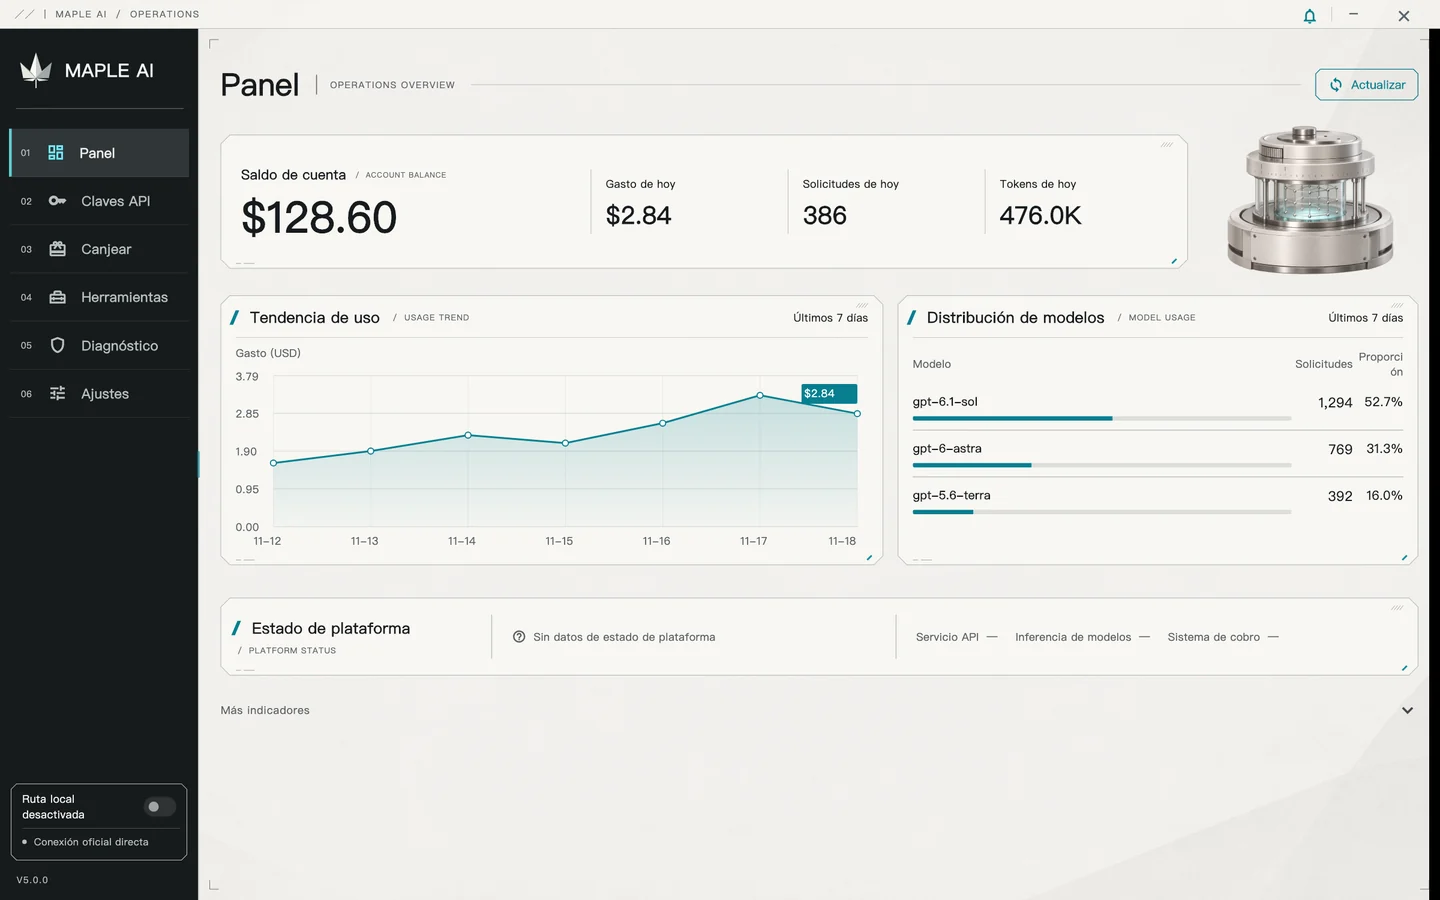 MAPLE AI / OPERATIONS
MAPLE AI
01 Panel
02 Claves API
03 Canjear
04 Herramientas
05 Diagnóstico
06 Ajustes
Ruta local
desactivada
Conexión oficial directa
V5.0.0
Panel
OPERATIONS OVERVIEW
Actualizar
Saldo de cuenta / ACCOUNT BALANCE
$128.60
Gasto de hoy
$2.84
Solicitudes de hoy
386
Tokens de hoy
476.0K
Tendencia de uso / USAGE TREND
Últimos 7 días
Gasto (USD)
3.79
2.85
1.90
0.95
0.00
$2.84
11-12 11-13 11-14 11-15 11-16 11-17 11-18
Distribución de modelos / MODEL USAGE
Últimos 7 días
Modelo Solicitudes Proporci
ón
gpt-6.1-sol 1,294 52.7%
gpt-6-astra 769 31.3%
gpt-5.6-terra 392 16.0%
Estado de plataforma
/ PLATFORM STATUS
Sin datos de estado de plataforma
Servicio API — Inferencia de modelos — Sistema de cobro —
Más indicadores